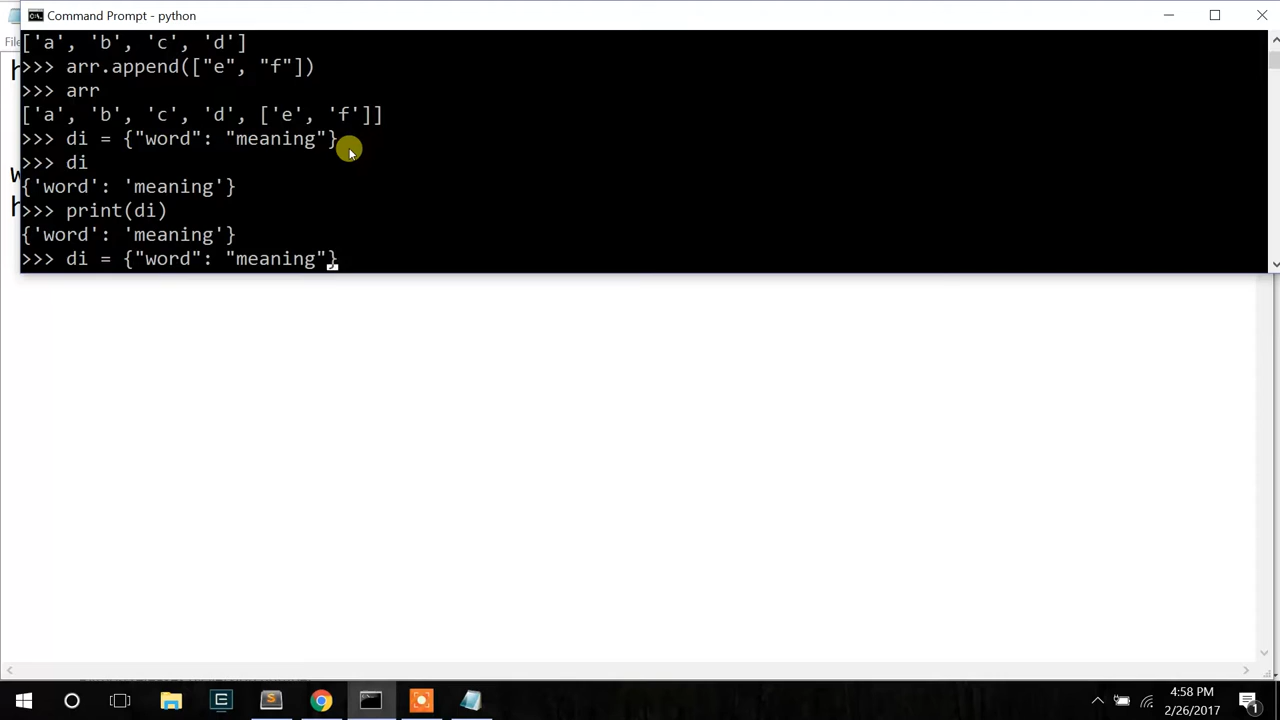 Command Prompt - python
['a', 'b', 'c', 'd']
>>> arr.append(["e", "f"])
>>> arr
['a', 'b', 'c', 'd', ['e', 'f']]
>>> di = {"word": "meaning"}
>>> di
{'word': 'meaning'}
>>> print(di)
{'word': 'meaning'}
>>> di = {"word": "meaning"}
4:58 PM
2/26/2017